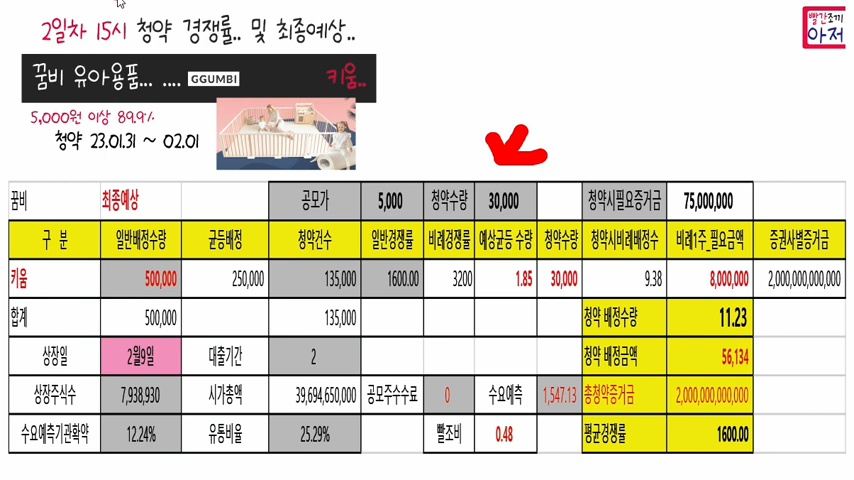 2일차 15시 청약 경쟁률.. 및 최종예상..
빨간조끼
아저
꿈비 유아용품... .... GGUMBI 키움..
5,000원 이상 89.9%
청약 23.01.31 ~ 02.01
꿈비 최종예상 공모가 5,000 청약수량 30,000 청약시필요증거금 75,000,000
구 분 일반배정수량 균등배정 청약건수 일반경쟁률 비례경쟁률 예상균등 수량 청약수량 청약시비례배정수 비례1주_필요금액 증권사별증거금
키움 500,000 250,000 135,000 1600.00 3200 1.85 30,000 9.38 8,000,000 2,000,000,000,000
합계 500,000 135,000 청약 배정수량 11.23
상장일 2월9일 대출기간 2 청약 배정금액 56,134
상장주식수 7,938,930 시가총액 39,694,650,000 공모주수수료 0 수요예측 1,547.13 총청약증거금 2,000,000,000,000
수요예측기관확약 12.24% 유통비율 25.29% 빨조비 0.48 평균경쟁률 1600.00